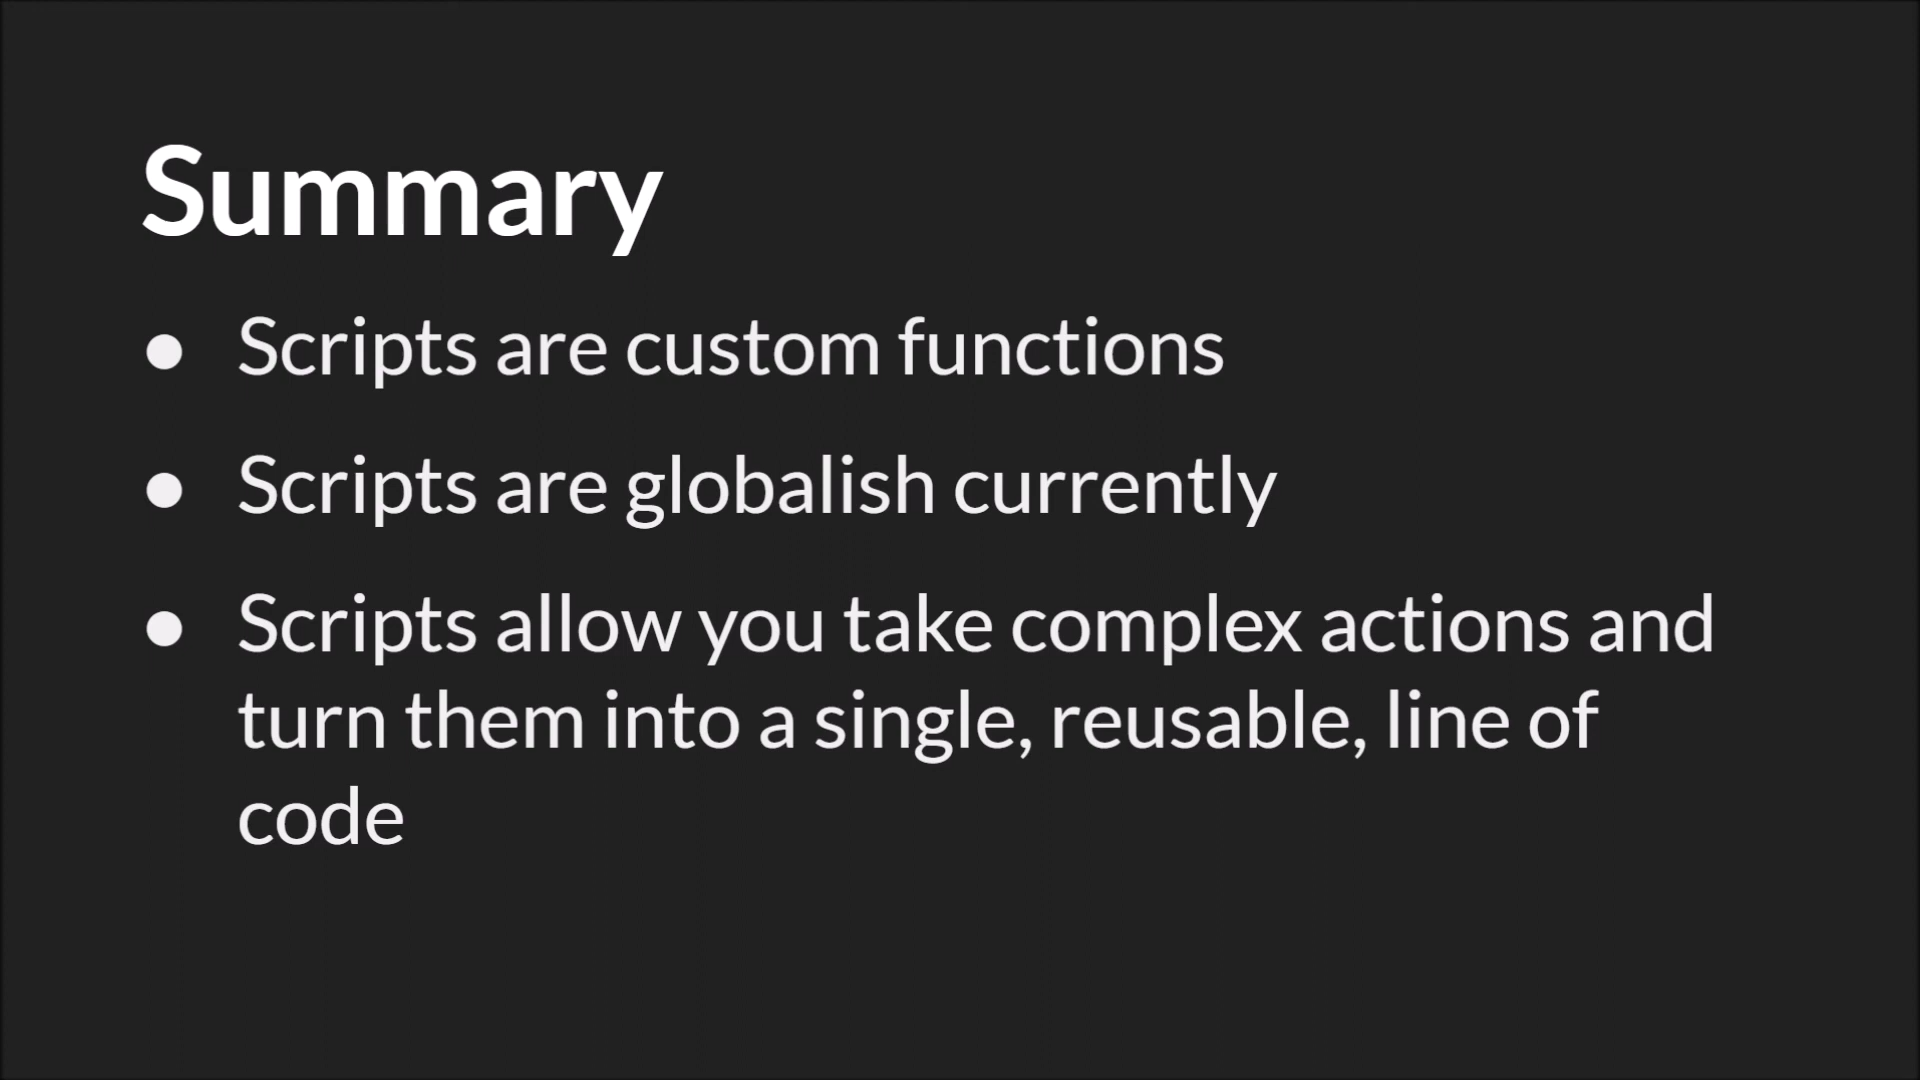 Summary
● Scripts are custom functions
● Scripts are globalish currently
● Scripts allow you take complex actions and
turn them into a single, reusable, line of
code